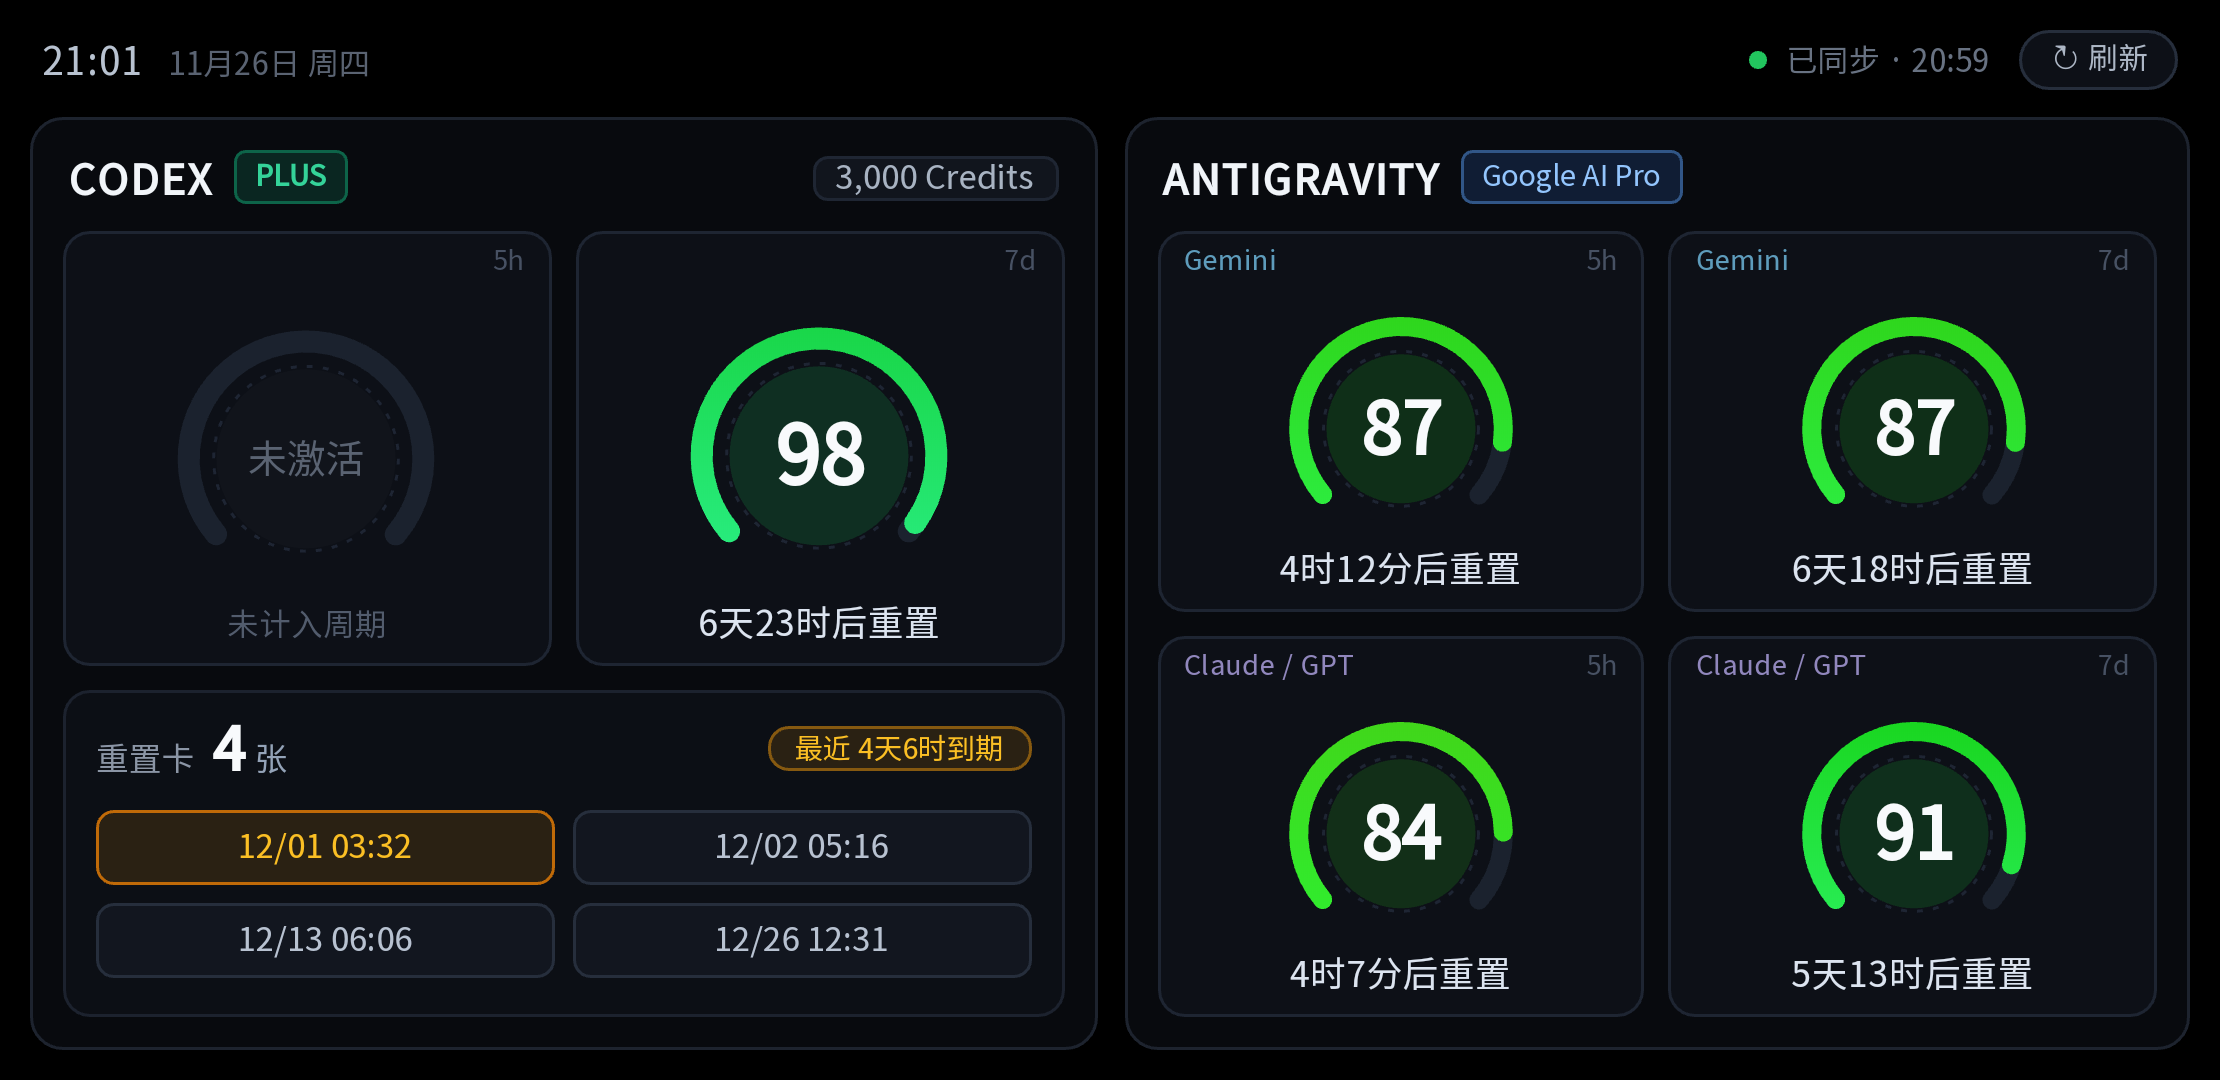 21:01 11月26日 周四
已同步 · 20:59
↻ 刷新
CODEX PLUS
3,000 Credits
5h
未激活
未计入周期
7d
98
6天23时后重置
重置卡 4 张
最近 4天6时到期
12/01 03:32
12/02 05:16
12/13 06:06
12/26 12:31
ANTIGRAVITY Google AI Pro
Gemini 5h
87
4时12分后重置
Gemini 7d
87
6天18时后重置
Claude / GPT 5h
84
4时7分后重置
Claude / GPT 7d
91
5天13时后重置